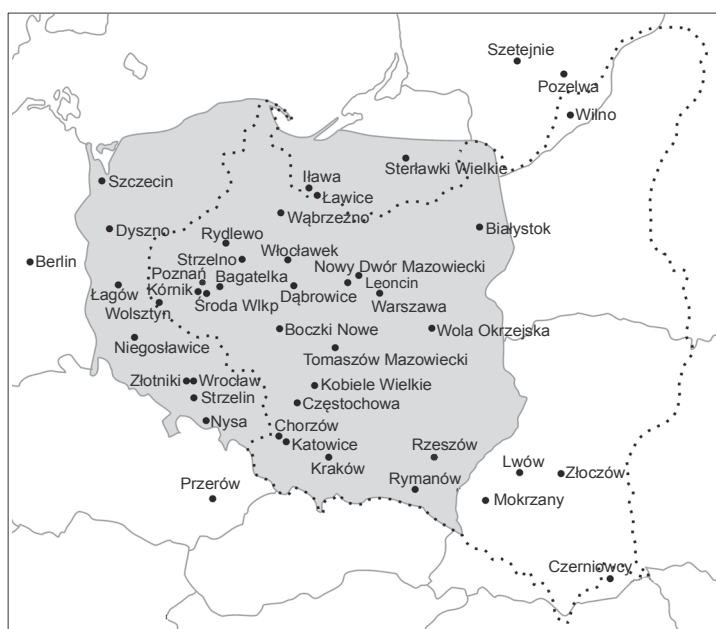 Szetejnie
Pozelwa
Wilno
Sterławki Wielkie
Szczecin
Iława
Ławice
Wąbrzeźno
Dyszno
Białystok
Rydlewo
Berlin
Strzelno
Włocławek
Poznań
Bagatelka
Nowy Dwór Mazowiecki
Łagów
Kórnik
Dąbrowice
Leoncin
Wolsztyn
Środa Wlkp
Warszawa
Boczki Nowe
Wola Okrzejska
Niegosławice
Tomaszów Mazowiecki
Złotniki
Wrocław
Kobiele Wielkie
Strzelin
Częstochowa
Nysa
Chorzów
Katowice
Rzeszów
Kraków
Lwów
Złoczów
Przerów
Rymanów
Mokrzany
Czerniowcy